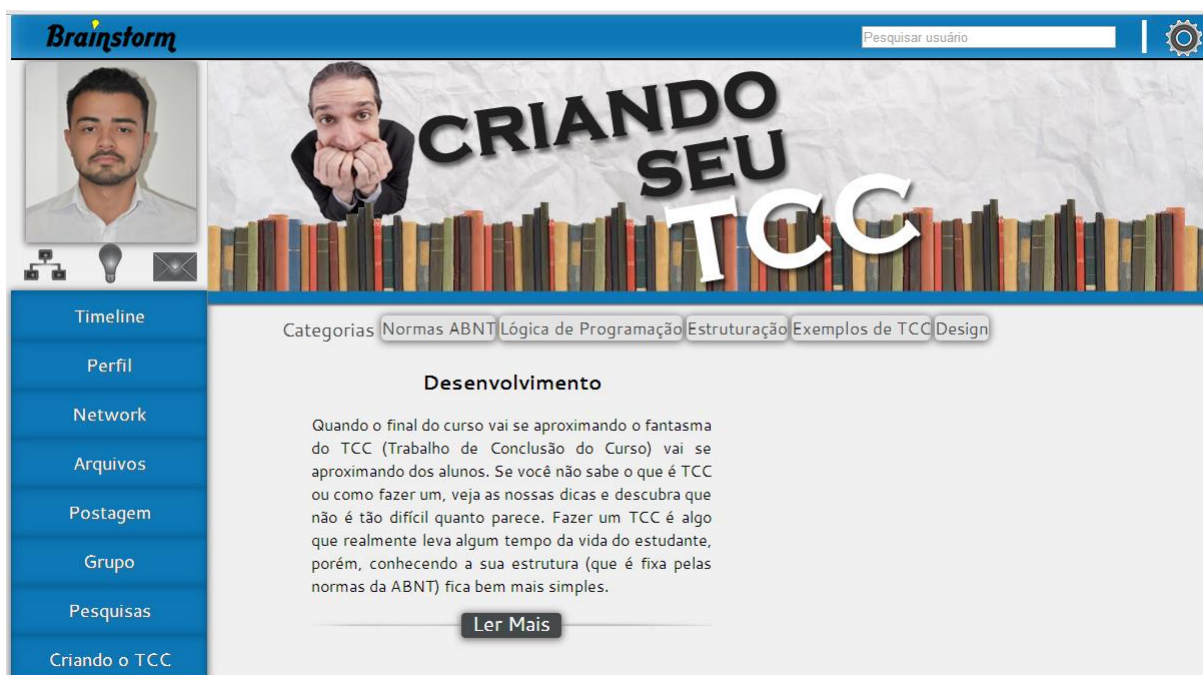 Brainstorm
Pesquisar usuário
CRIANDO
SEU
TCC
Timeline
Perfil
Network
Arquivos
Postagem
Grupo
Pesquisas
Criando o TCC
Categorias Normas ABNT Lógica de Programação Estruturação Exemplos de TCC Design
Desenvolvimento
Quando o final do curso vai se aproximando o fantasma
do TCC (Trabalho de Conclusão do Curso) vai se
aproximando dos alunos. Se você não sabe o que é TCC
ou como fazer um, veja as nossas dicas e descubra que
não é tão difícil quanto parece. Fazer um TCC é algo
que realmente leva algum tempo da vida do estudante,
porém, conhecendo a sua estrutura (que é fixa pelas
normas da ABNT) fica bem mais simples.
Ler Mais